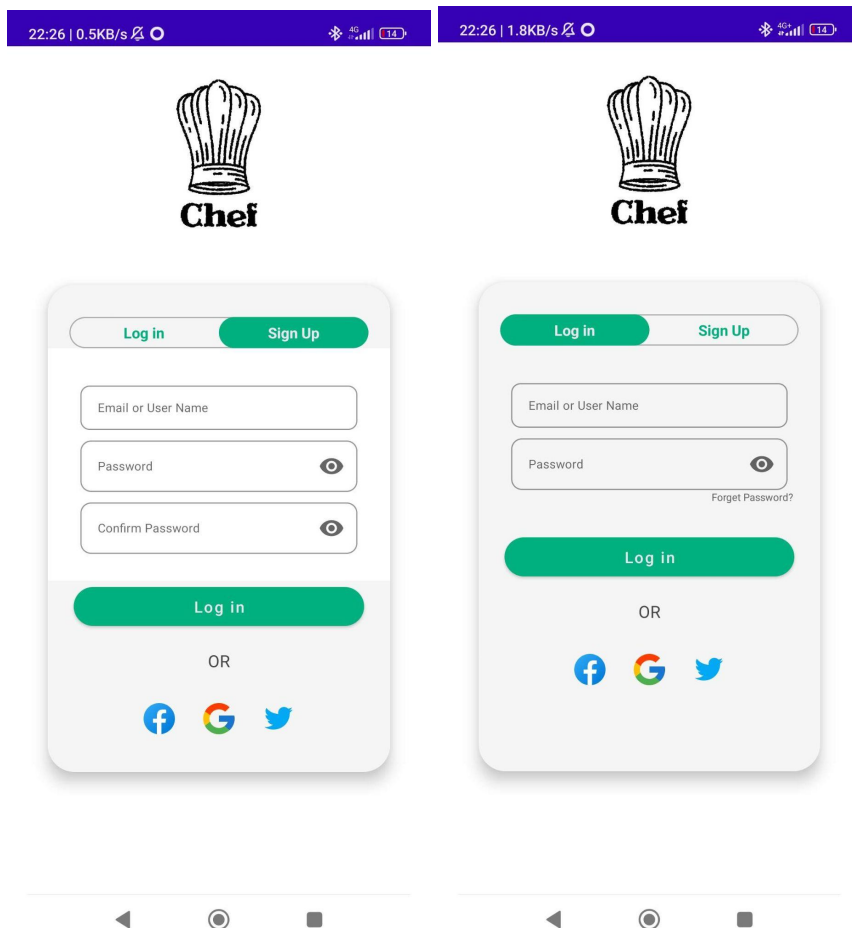 22:26 | 0.5KB/s 4G 14
Chef
Log in Sign Up
Email or User Name
Password
Confirm Password
Log in
OR
22:26 | 1.8KB/s 4G+ 14
Chef
Log in Sign Up
Email or User Name
Password
Forget Password?
Log in
OR